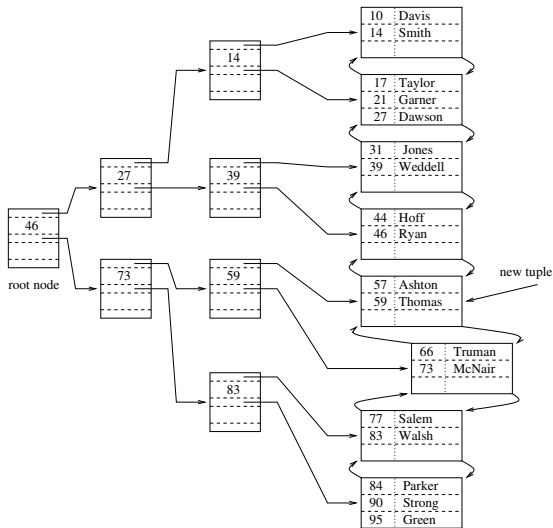 10 Davis
14 Smith
14
17 Taylor
21 Garner
27 Dawson
31 Jones
39 Weddell
27
39
44 Hoff
46 Ryan
46
root node
73
59
57 Ashton
59 Thomas
new tuple
66 Truman
73 McNair
83
77 Salem
83 Walsh
84 Parker
90 Strong
95 Green